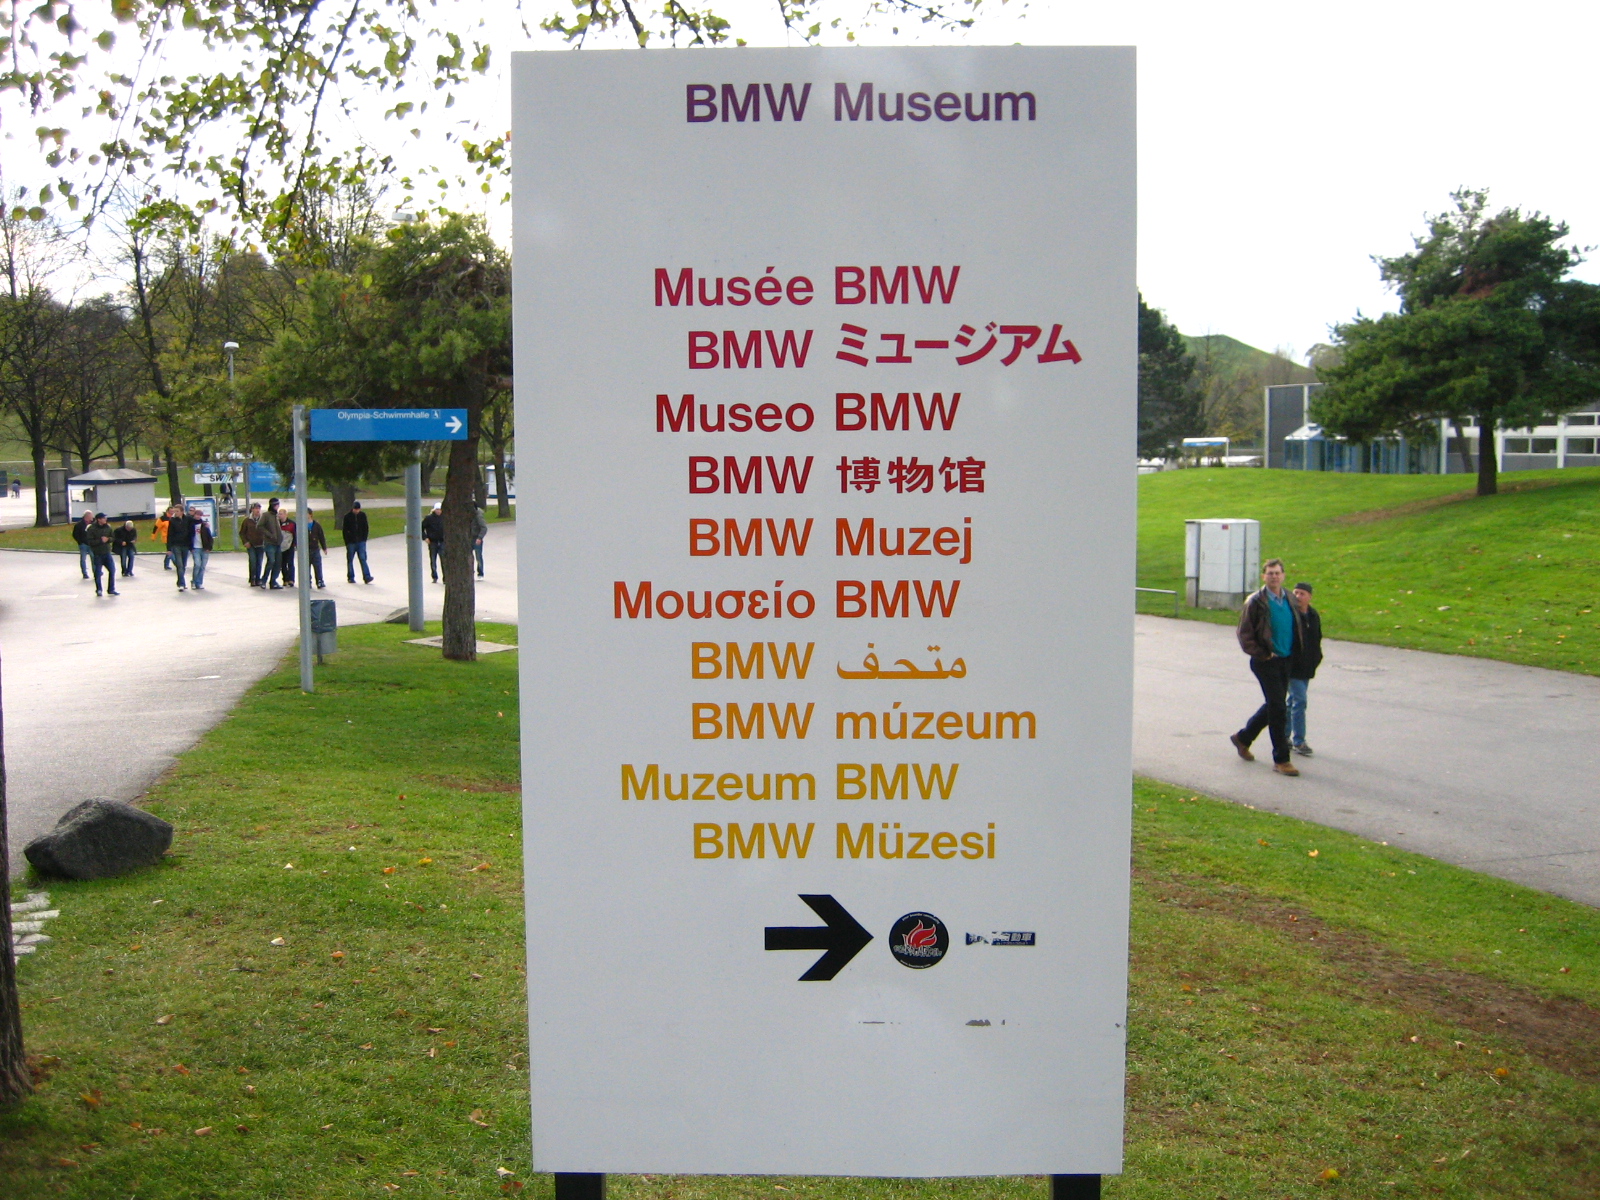 BMW Museum
Musée BMW
BMW ミュージアム
Museo BMW
BMW 博物馆
BMW Muzej
Μουσείο BMW
BMW متحف
BMW múzeum
Muzeum BMW
BMW Müzesi
Olympia-Schwimmhalle
SWM